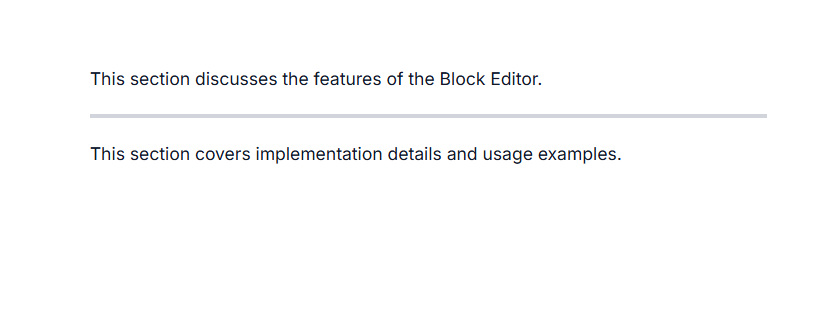 This section discusses the features of the Block Editor.
This section covers implementation details and usage examples.